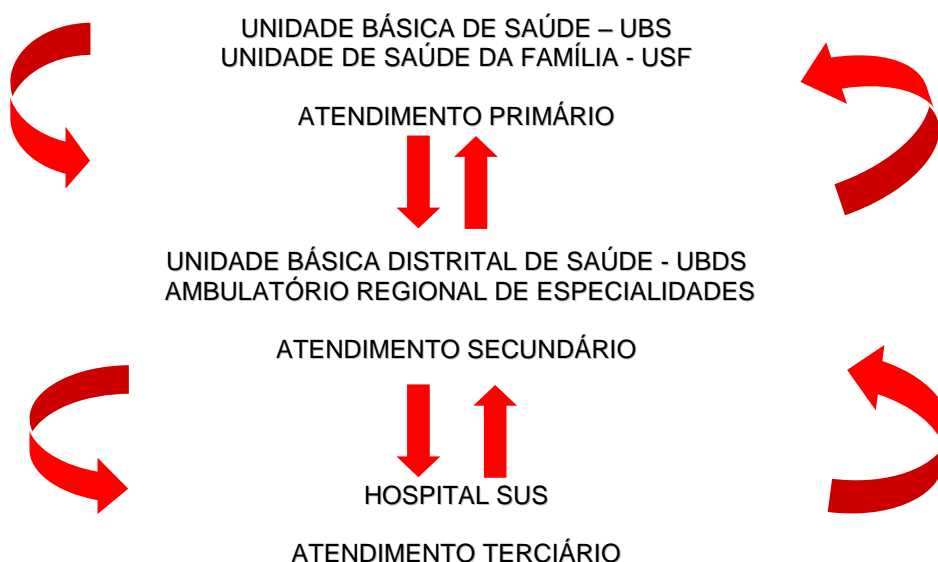 UNIDADE BÁSICA DE SAÚDE – UBS
UNIDADE DE SAÚDE DA FAMÍLIA - USF
ATENDIMENTO PRIMÁRIO
UNIDADE BÁSICA DISTRITAL DE SAÚDE - UBDS
AMBULATÓRIO REGIONAL DE ESPECIALIDADES
ATENDIMENTO SECUNDÁRIO
HOSPITAL SUS
ATENDIMENTO TERCIÁRIO